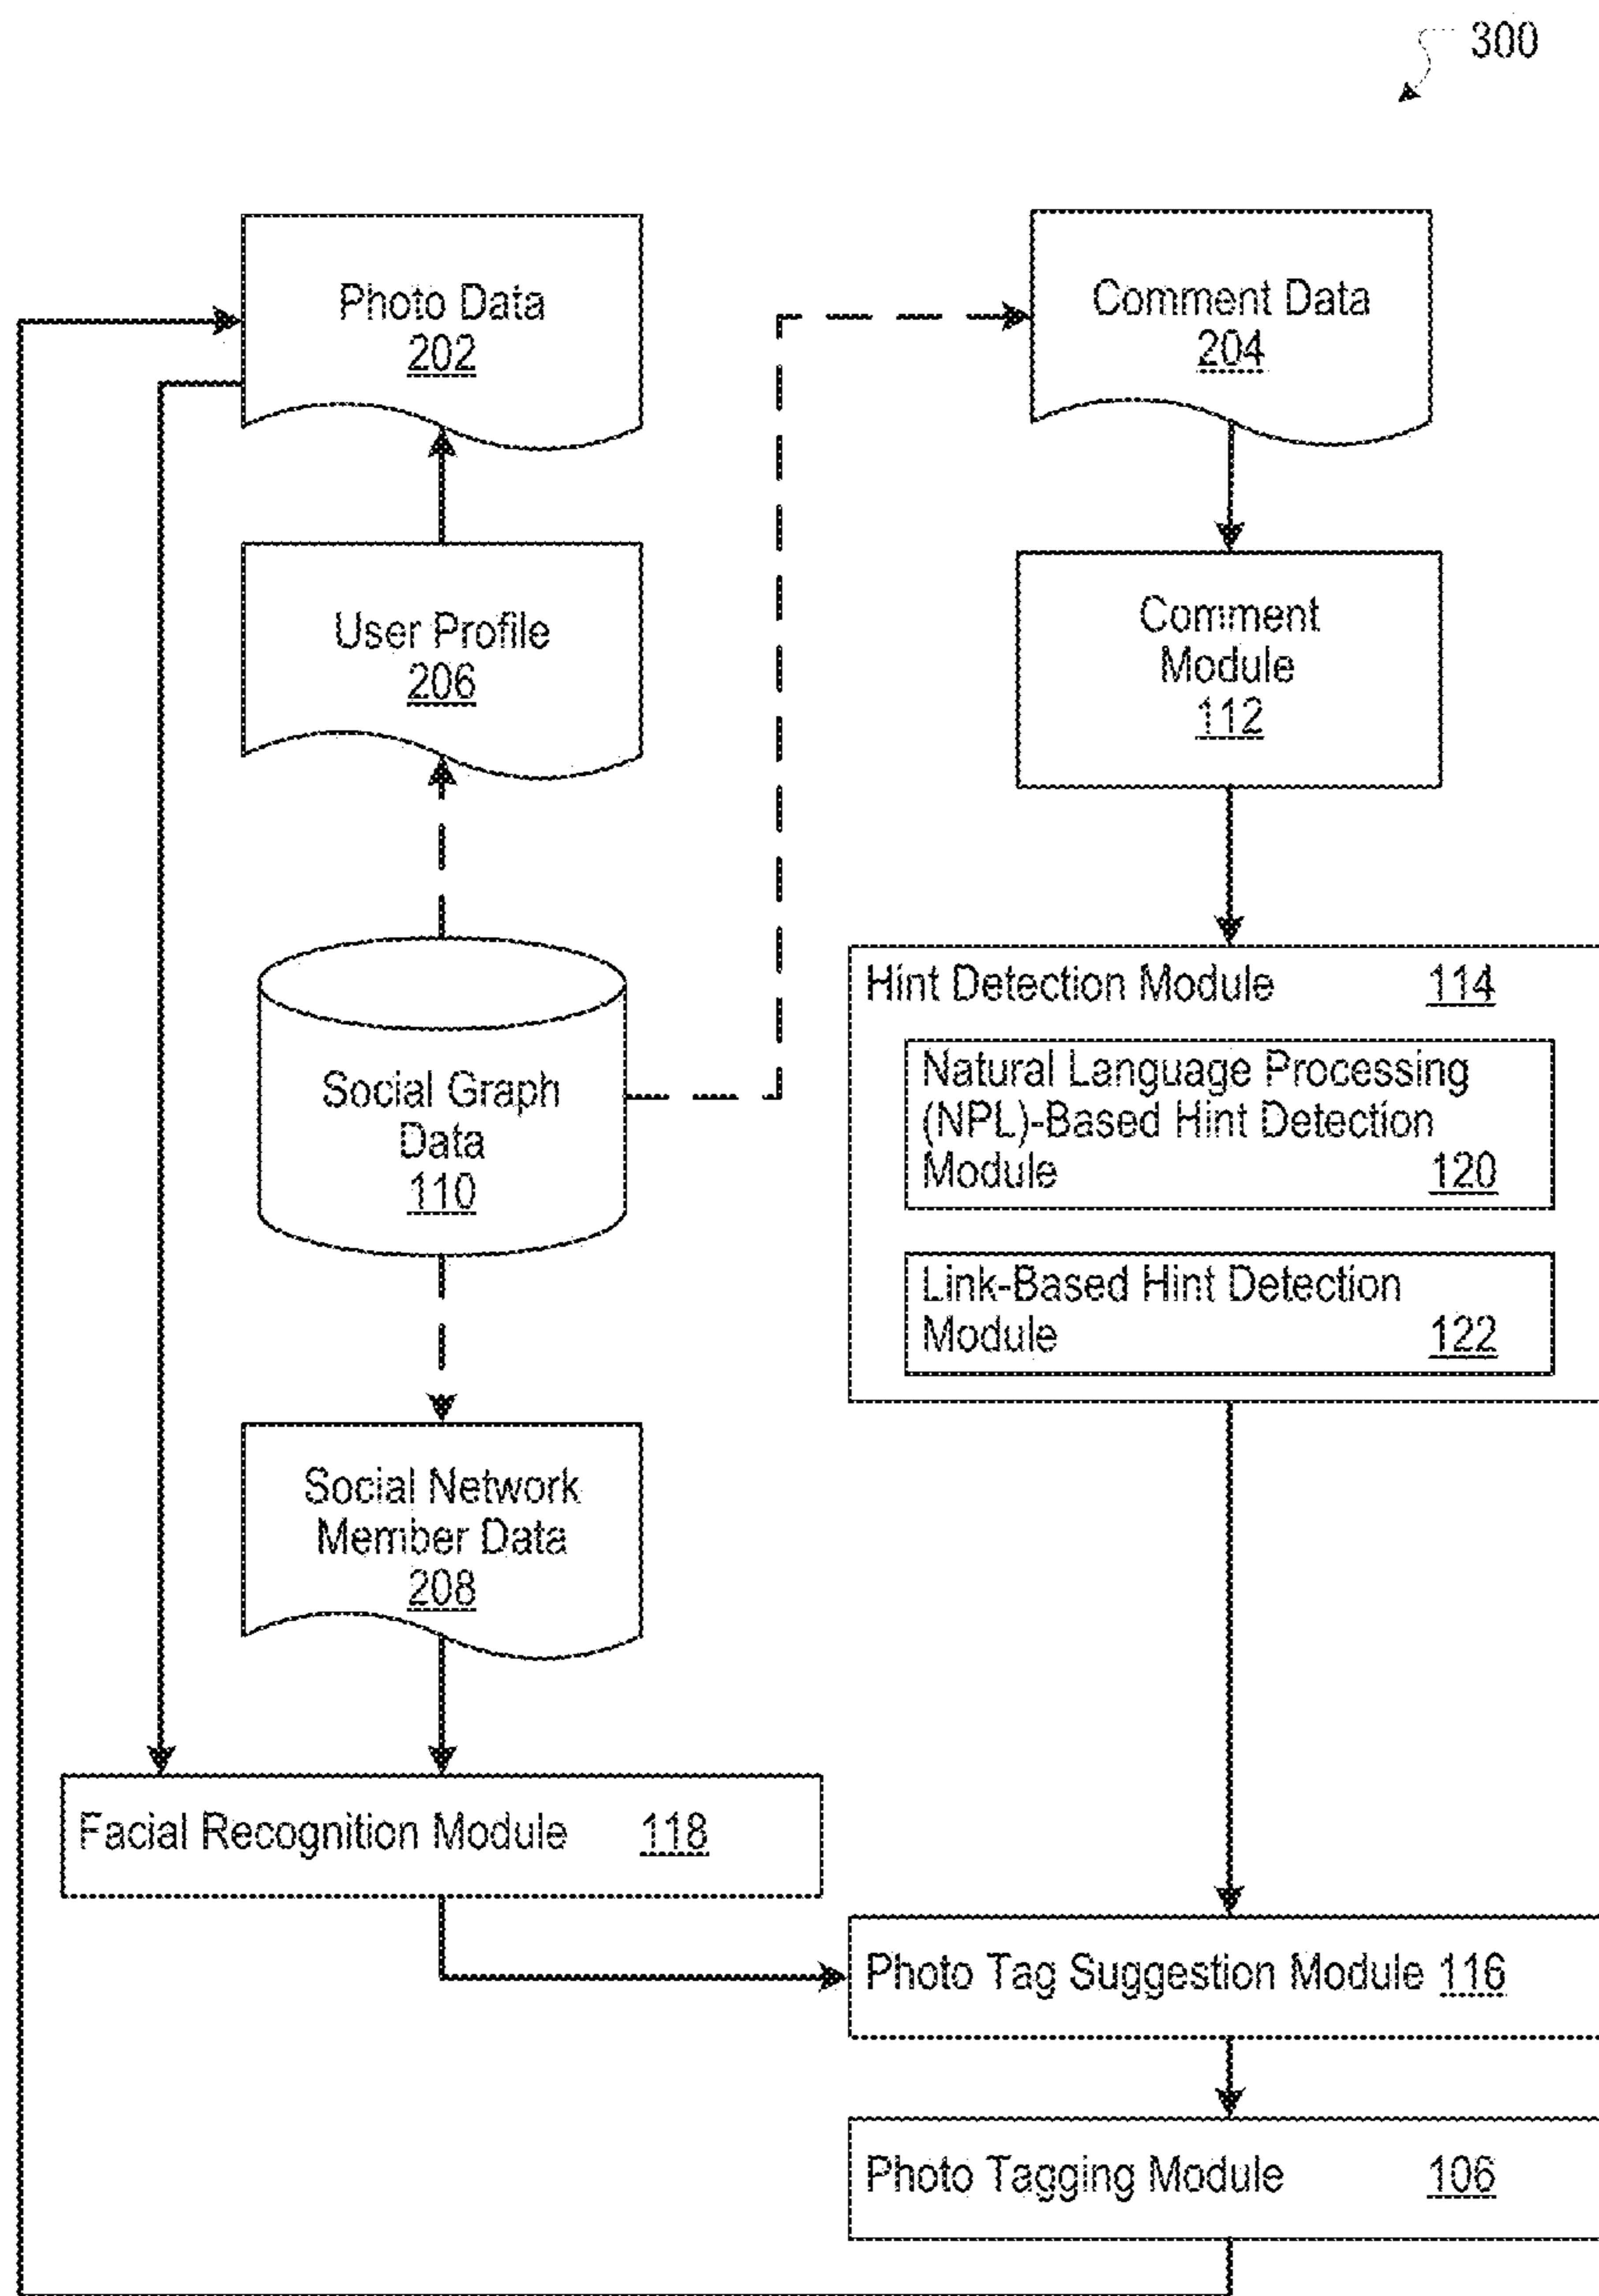 300
Photo Data
202
Comment Data
204
User Profile
206
Comment
Module
112
Social Graph
Data
110
Hint Detection Module 114
Natural Language Processing
(NPL)-Based Hint Detection
Module 120
Link-Based Hint Detection
Module 122
Social Network
Member Data
208
Facial Recognition Module 118
Photo Tag Suggestion Module 116
Photo Tagging Module 106